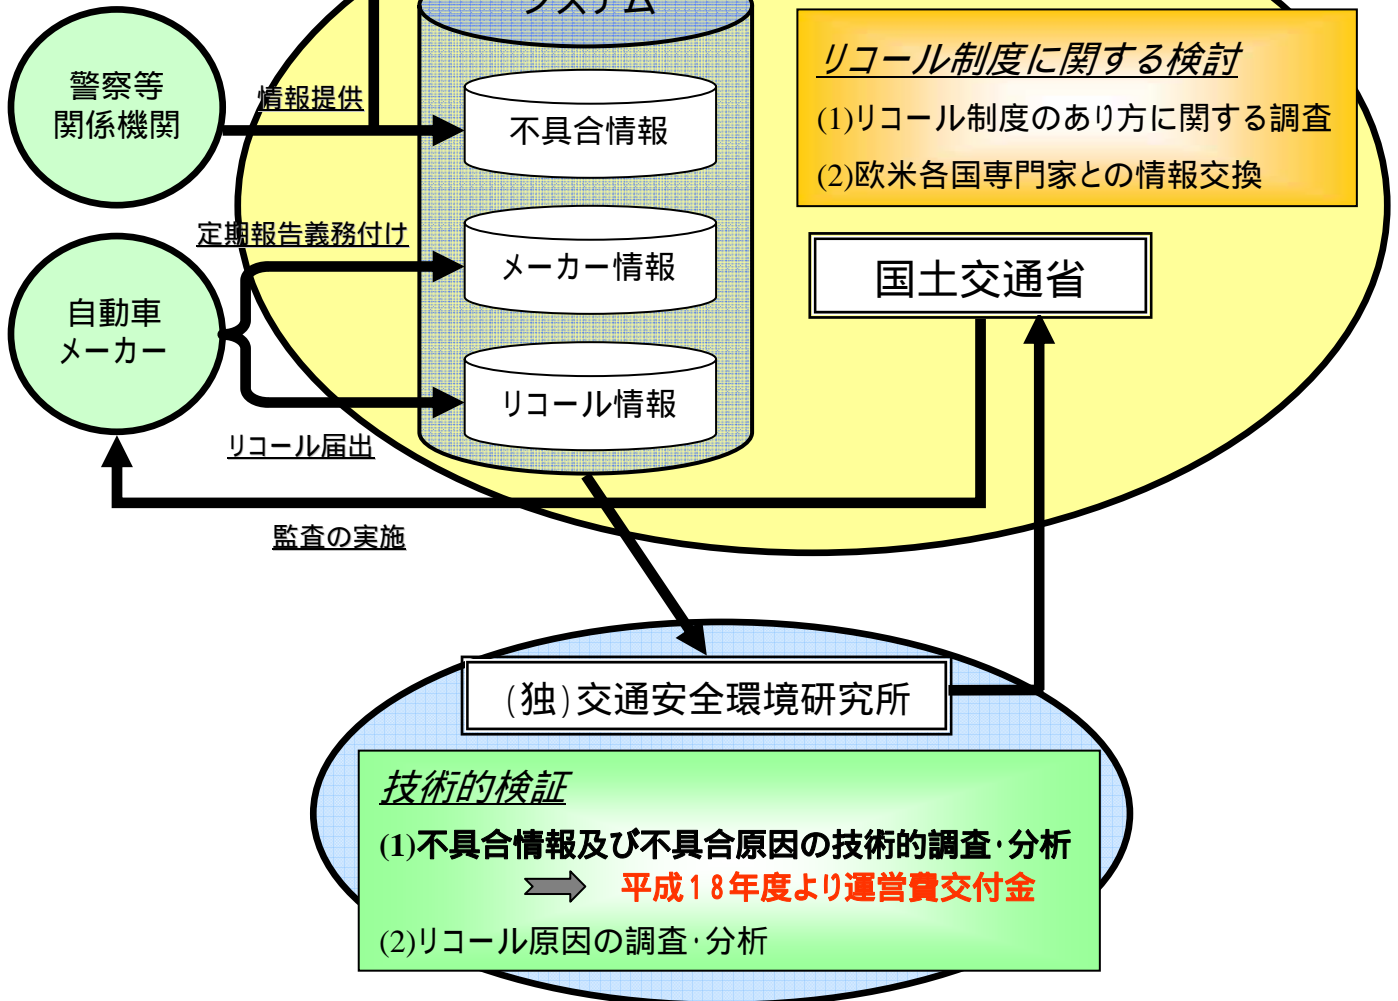 システム
リコール制度に関する検討
(1)リコール制度のあり方に関する調査
(2)欧米各国専門家との情報交換
警察等
関係機関
情報提供
不具合情報
定期報告義務付け
メーカー情報
国土交通省
自動車
メーカー
リコール情報
リコール届出
監査の実施
(独)交通安全環境研究所
技術的検証
(1)不具合情報及び不具合原因の技術的調査・分析
平成18年度より運営費交付金
(2)リコール原因の調査・分析